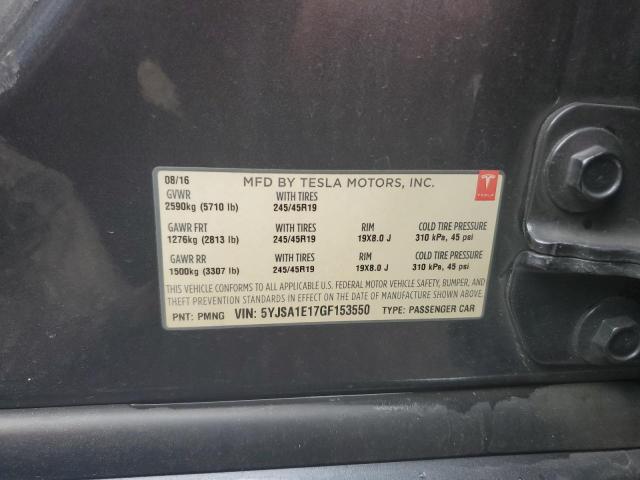 08/16 MFD BY TESLA MOTORS, INC.
GVWR WITH TIRES
2590kg (5710 lb) 245/45R19
GAWR FRT WITH TIRES RIM COLD TIRE PRESSURE
1276kg (2813 lb) 245/45R19 19X8.0 J 310 kPa, 45 psi
GAWR RR WITH TIRES RIM COLD TIRE PRESSURE
1500kg (3307 lb) 245/45R19 19X8.0 J 310 kPa, 45 psi
THIS VEHICLE CONFORMS TO ALL APPLICABLE U.S. FEDERAL MOTOR VEHICLE SAFETY, BUMPER, AND
THEFT PREVENTION STANDARDS IN EFFECT ON THE DATE OF MANUFACTURE SHOWN ABOVE.
PNT: PMNG VIN: 5YJSA1E17GF153550 TYPE: PASSENGER CAR
TESLA